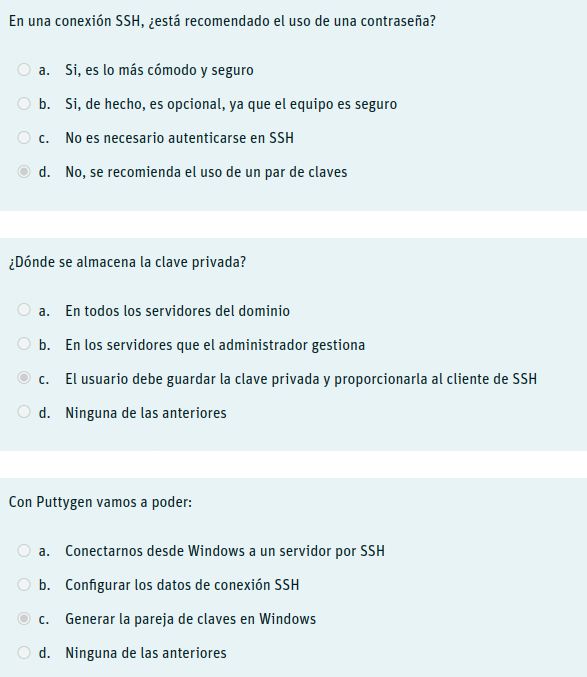 En una conexión SSH, ¿está recomendado el uso de una contraseña?
a. Si, es lo más cómodo y seguro
b. Si, de hecho, es opcional, ya que el equipo es seguro
c. No es necesario autenticarse en SSH
d. No, se recomienda el uso de un par de claves
¿Dónde se almacena la clave privada?
a. En todos los servidores del dominio
b. En los servidores que el administrador gestiona
c. El usuario debe guardar la clave privada y proporcionarla al cliente de SSH
d. Ninguna de las anteriores
Con Puttygen vamos a poder:
a. Conectarnos desde Windows a un servidor por SSH
b. Configurar los datos de conexión SSH
c. Generar la pareja de claves en Windows
d. Ninguna de las anteriores